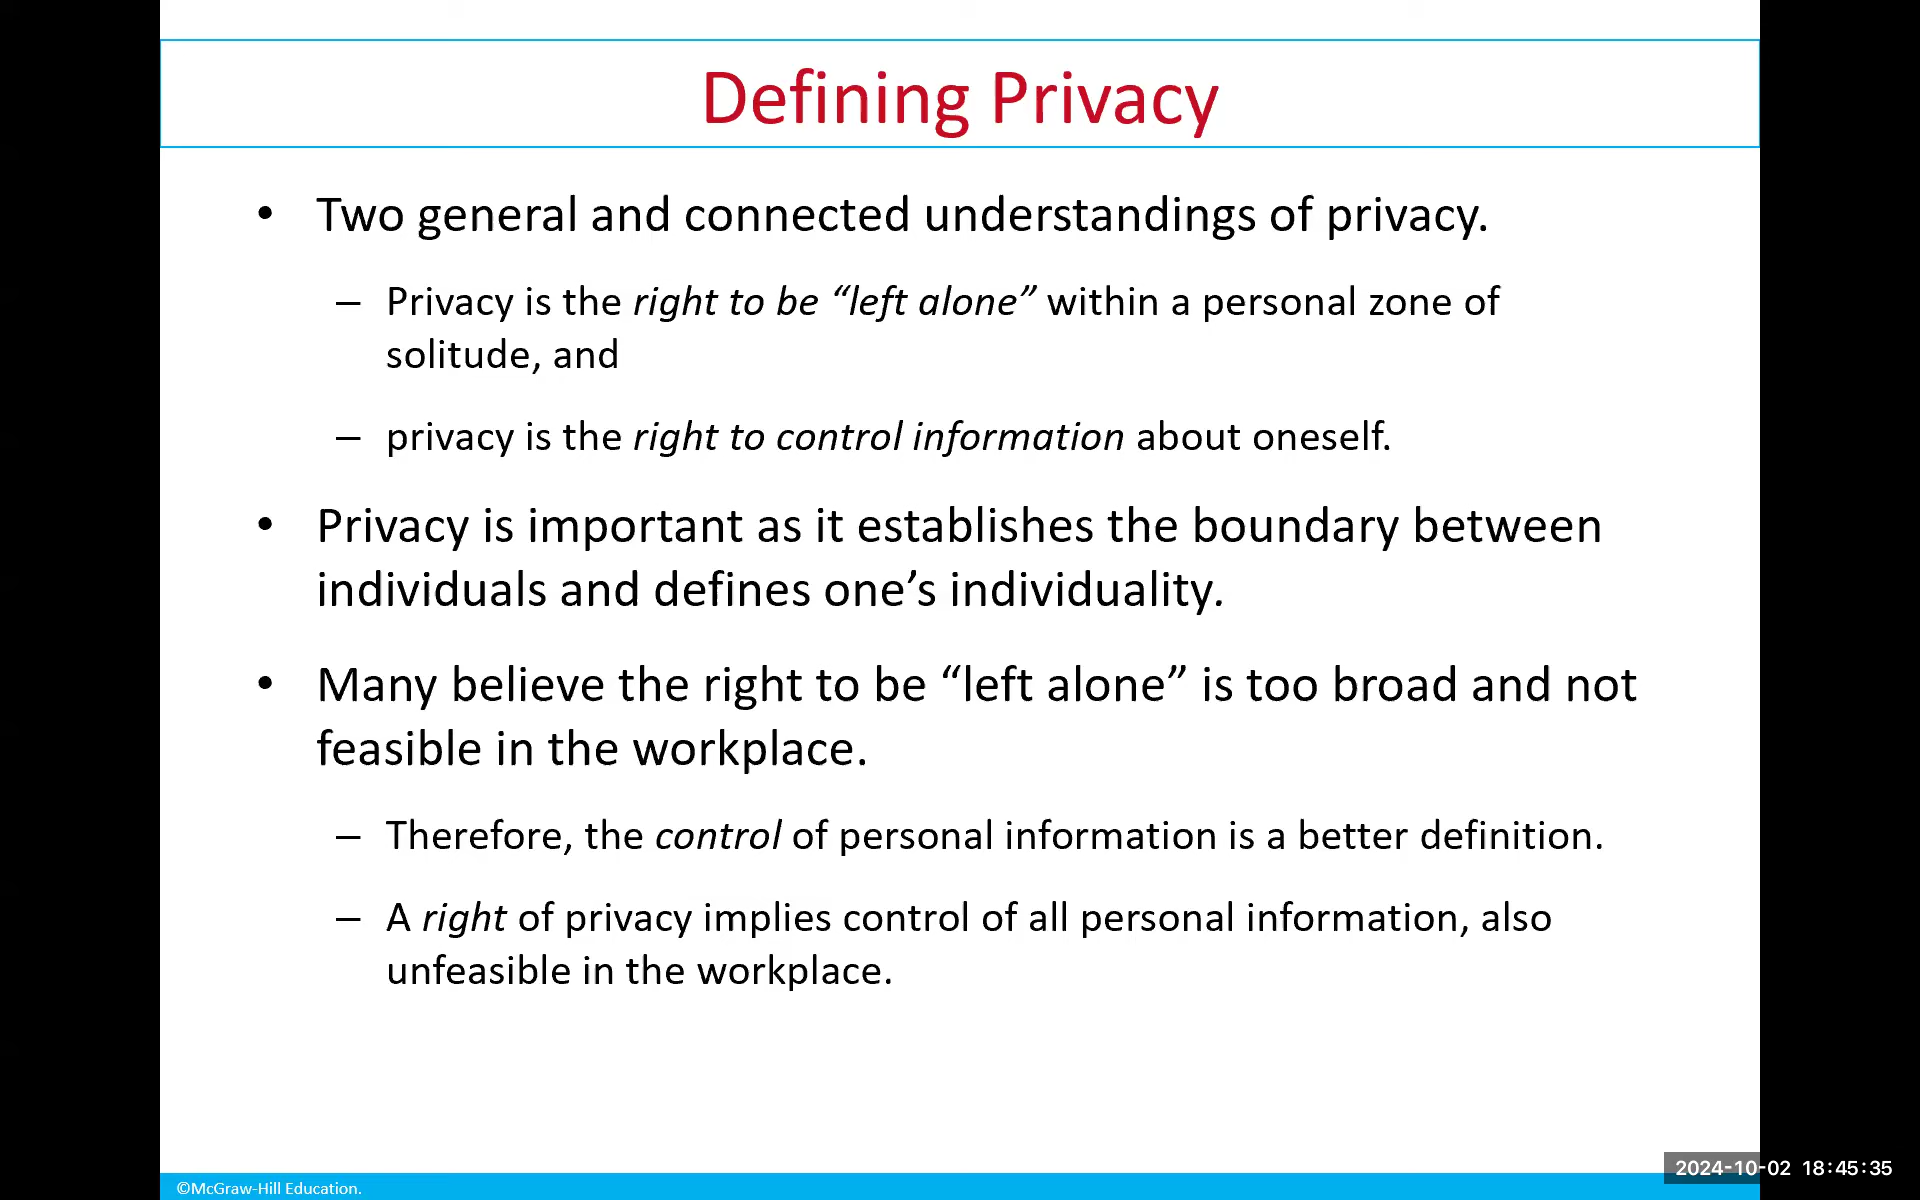 Defining Privacy
• Two general and connected understandings of privacy.
– Privacy is the right to be “left alone” within a personal zone of
solitude, and
– privacy is the right to control information about oneself.
• Privacy is important as it establishes the boundary between
individuals and defines one’s individuality.
• Many believe the right to be “left alone” is too broad and not
feasible in the workplace.
– Therefore, the control of personal information is a better definition.
– A right of privacy implies control of all personal information, also
unfeasible in the workplace.
©McGraw-Hill Education.
2024-10-02 18:45:35